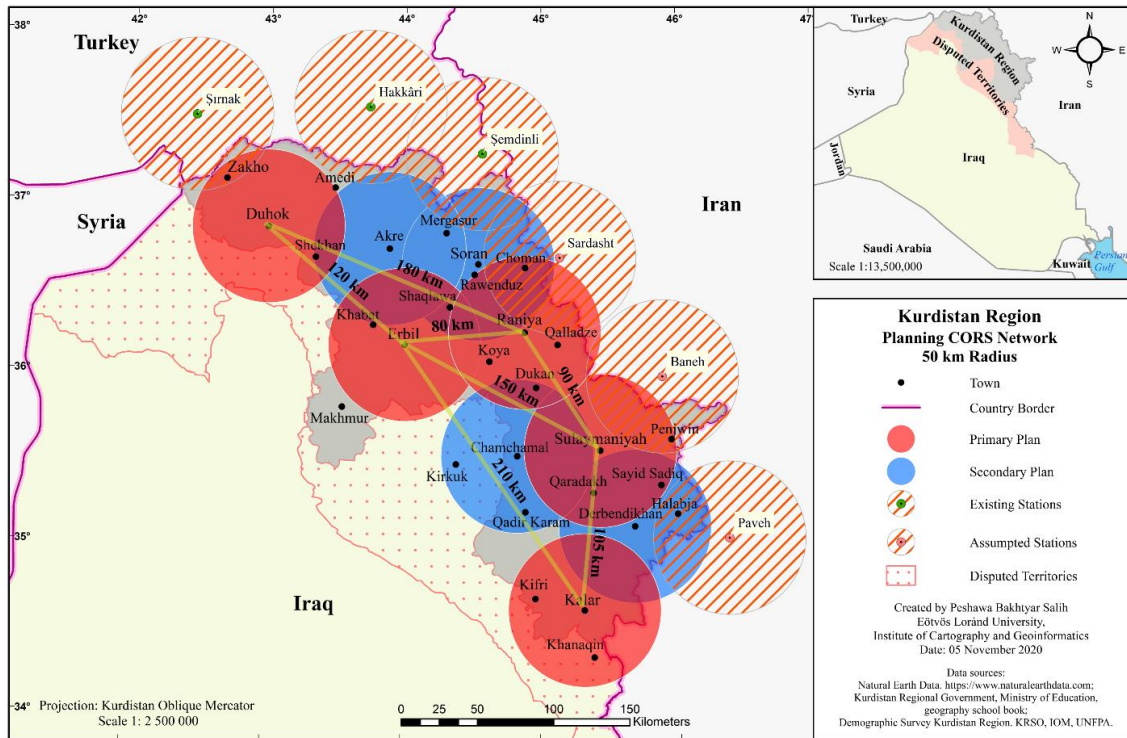 42°
43°
44°
45°
46°
47°
38°
37°
36°
35°
34°
Turkey
Şırnak
Hakkâri
Şemdinli
Zakho
Amedi
Duhok
Syria
Iran
Mergasur
Akre
Sardasht
Shekhan
Soran
Choman
Rawenduz
120 km
180 km
Shaqlawa
Khabat
80 km
Raniya
Erbil
Qalladze
Koya
Baneh
Dukan
90 km
150 km
Makhmur
Penjwin
Sulaymaniyah
Chamchamal
Kirkuk
210 km
Sayid Sadiq
Qaradakh
Halabja
Derbendikhan
Qadir Karam
Paveh
105 km
Iraq
Kifri
Kalar
Khanaqin
Projection: Kurdistan Oblique Mercator
Scale 1: 2 500 000
0 25 50 100 150
Kilometers
Turkey
Kurdistan Region
Disputed Territories
N
W E
S
Syria
Iran
Iraq
Jordan
Saudi Arabia
Kuwait
Persian
Gulf
Scale 1:13,500,000
Kurdistan Region
Planning CORS Network
50 km Radius
Town
Country Border
Primary Plan
Secondary Plan
Existing Stations
Assumpted Stations
Disputed Territories
Created by Peshawa Bakhtyar Salih
Eötvös Loránd University,
Institute of Cartography and Geoinformatics
Date: 05 November 2020
Data sources:
Natural Earth Data. https://www.naturalearthdata.com;
Kurdistan Regional Government, Ministry of Education,
geography school book;
Demographic Survey Kurdistan Region. KRSO, IOM, UNFPA.